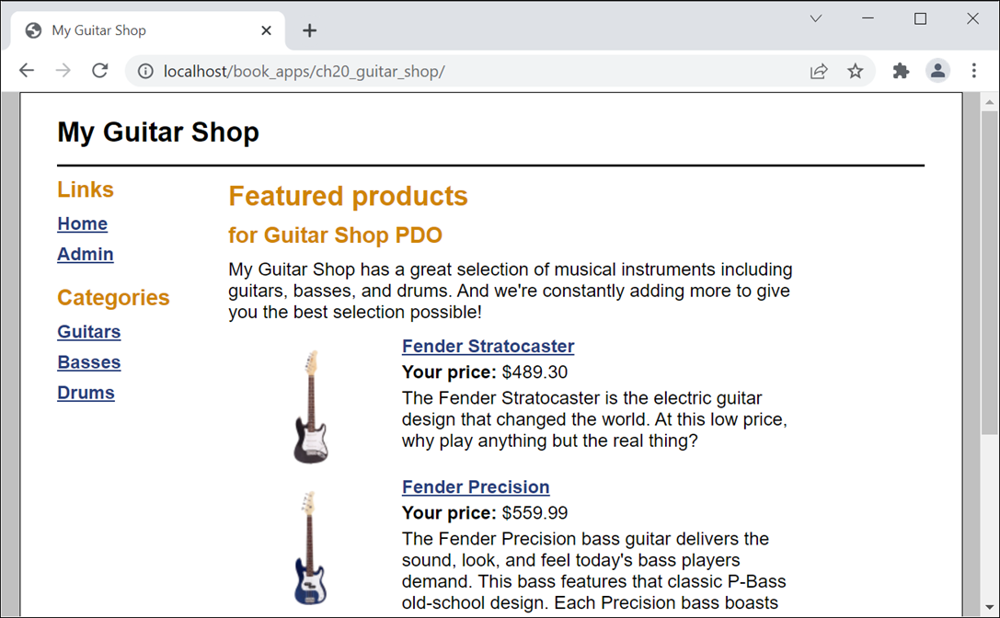 My Guitar Shop
localhost/book_apps/ch20_guitar_shop/
My Guitar Shop
Links
Home
Admin
Categories
Guitars
Basses
Drums
Featured products
for Guitar Shop PDO
My Guitar Shop has a great selection of musical instruments including
guitars, basses, and drums. And we're constantly adding more to give
you the best selection possible!
Fender Stratocaster
Your price: $489.30
The Fender Stratocaster is the electric guitar
design that changed the world. At this low price,
why play anything but the real thing?
Fender Precision
Your price: $559.99
The Fender Precision bass guitar delivers the
sound, look, and feel today's bass players
demand. This bass features that classic P-Bass
old-school design. Each Precision bass boasts